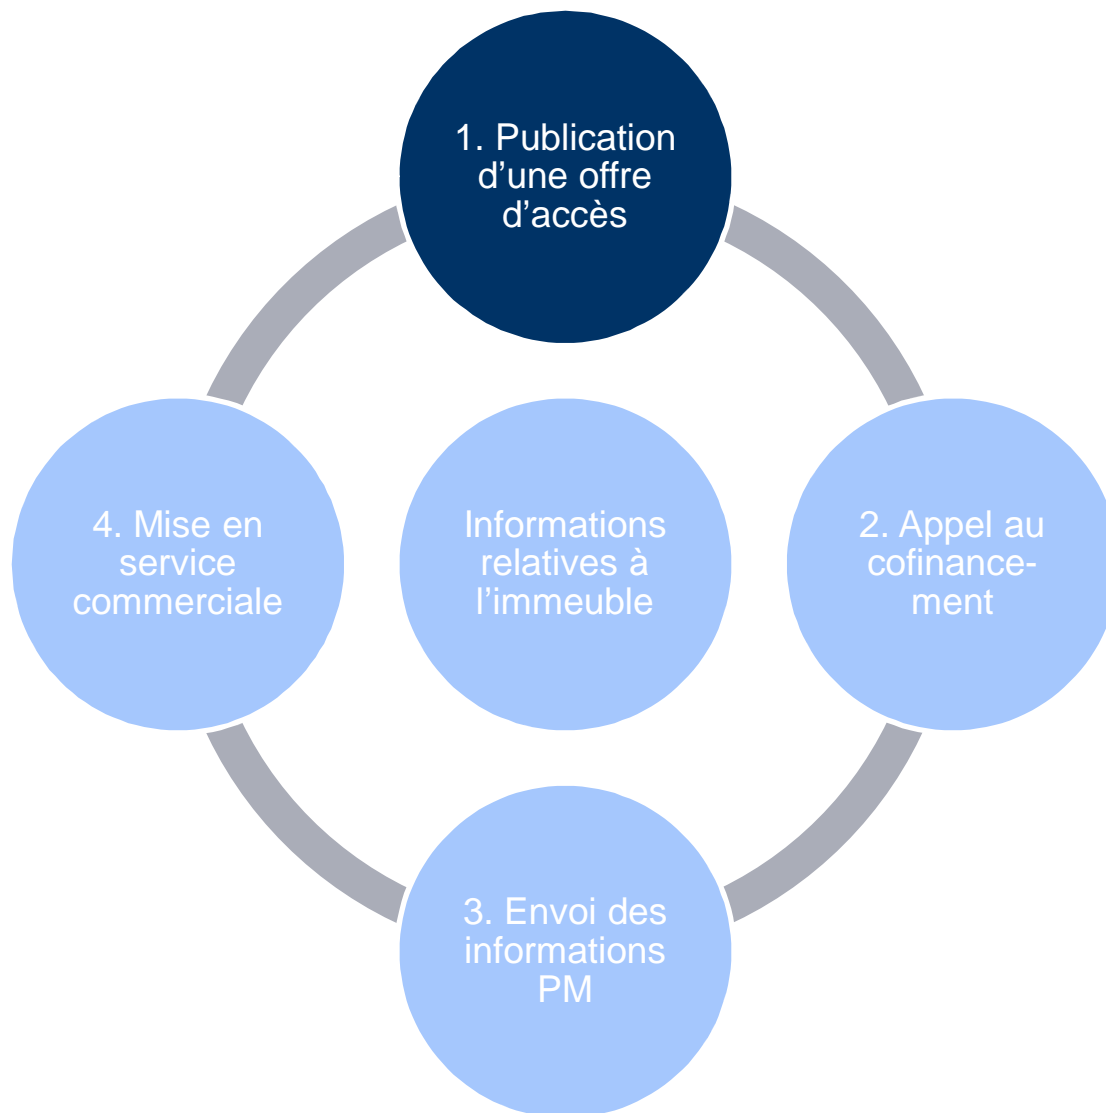 1. Publication
d’une offre
d’accès
4. Mise en
service
commerciale
Informations
relatives à
l’immeuble
2. Appel au
cofinance-
ment
3. Envoi des
informations
PM